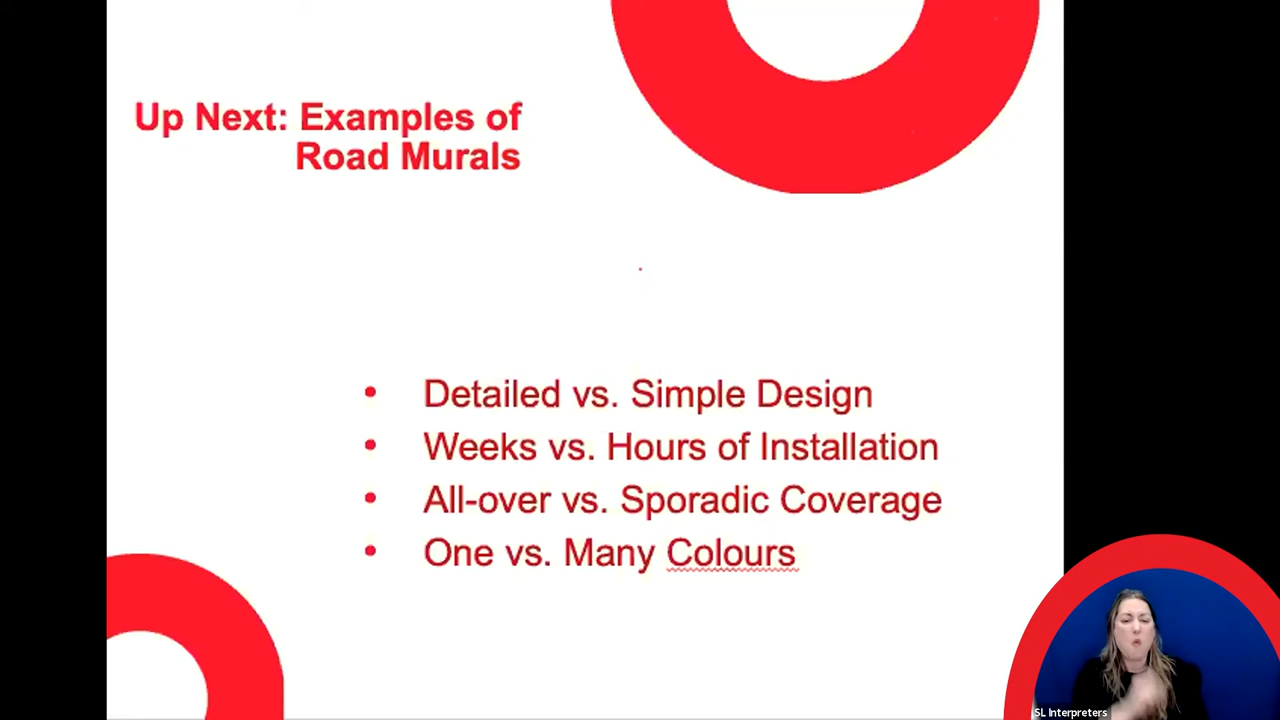 Up Next: Examples of
Road Murals
• Detailed vs. Simple Design
• Weeks vs. Hours of Installation
• All-over vs. Sporadic Coverage
• One vs. Many Colours
SL Interpreters